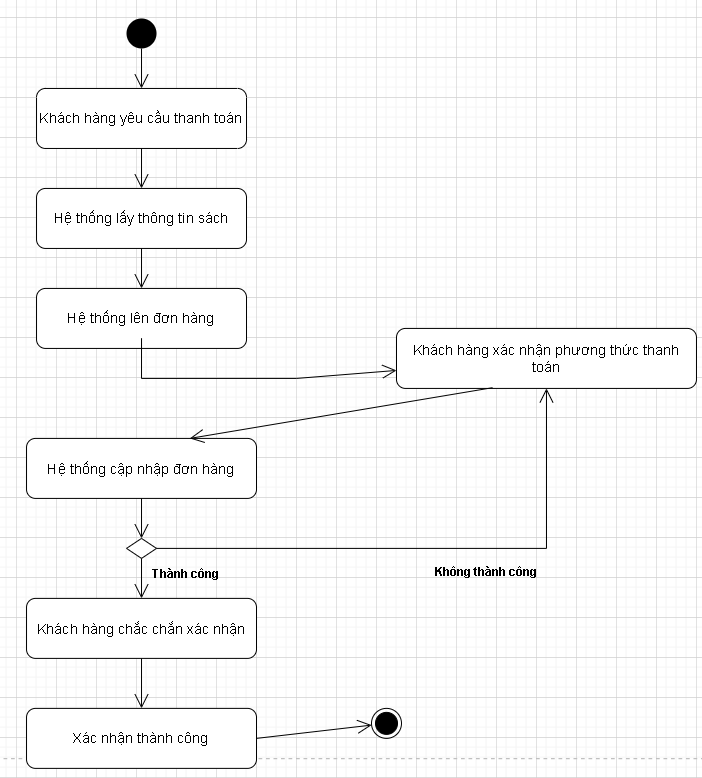 Khách hàng yêu cầu thanh toán
Hệ thống lấy thông tin sách
Hệ thống lên đơn hàng
Khách hàng xác nhận phương thức thanh
toán
Hệ thống cập nhập đơn hàng
Thành công
Không thành công
Khách hàng chắc chắn xác nhận
Xác nhận thành công